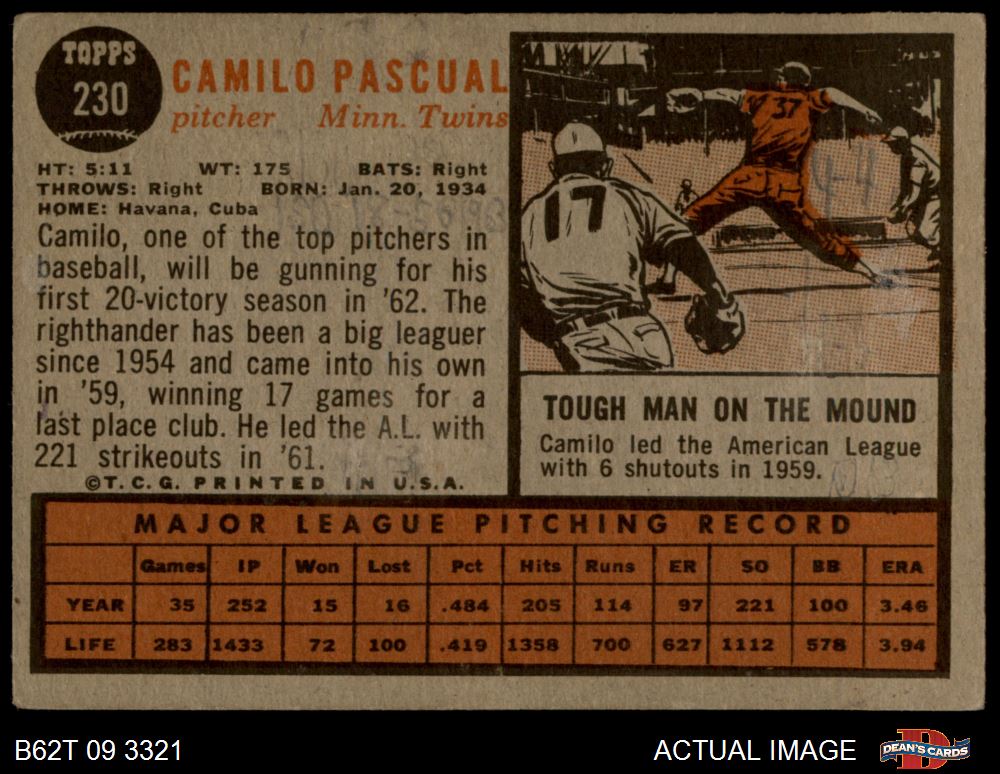 TOPPS
230
CAMILO PASCUAL
pitcher Minn. Twins
HT: 5:11 WT: 175 BATS: Right
THROWS: Right BORN: Jan. 20, 1934
HOME: Havana, Cuba
Camilo, one of the top pitchers in
baseball, will be gunning for his
first 20-victory season in '62. The
righthander has been a big leaguer
since 1954 and came into his own
in '59, winning 17 games for a
last place club. He led the A.L. with
221 strikeouts in '61.
©T.C.G. PRINTED IN U.S.A.
37
17
4-4
TOUGH MAN ON THE MOUND
Camilo led the American League
with 6 shutouts in 1959.
MAJOR LEAGUE PITCHING RECORD
Games IP Won Lost Pct Hits Runs ER SO BB ERA
YEAR 35 252 15 16 .484 205 114 97 221 100 3.46
LIFE 283 1433 72 100 .419 1358 700 627 1112 578 3.94
B62T 09 3321
ACTUAL IMAGE
DEAN'S CARDS